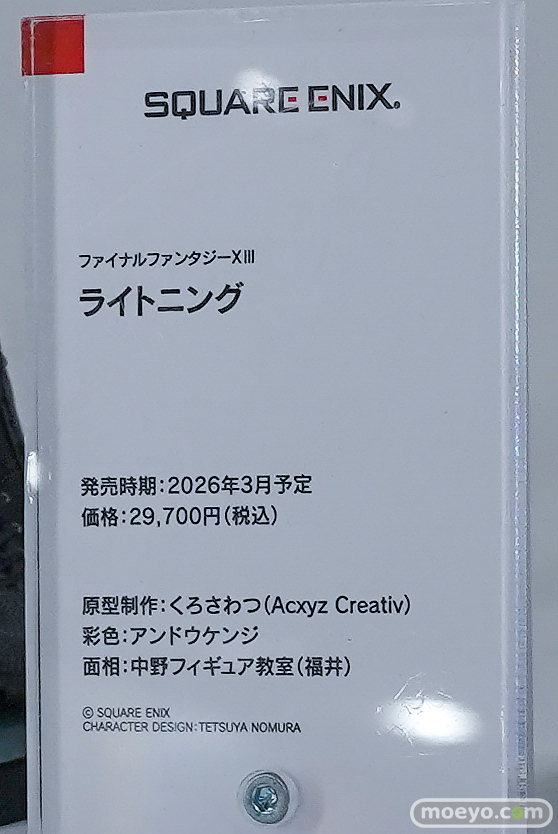 SQUARE ENIX®
ファイナルファンタジーXIII
ライトニング
発売時期：2026年3月予定
価格：29,700円（税込）
原型制作：くろさわつ（Acxyz Creativ）
彩色：アンドウケンジ
面相：中野フィギュア教室（福井）
© SQUARE ENIX
CHARACTER DESIGN：TETSUYA NOMURA
moeyo.com